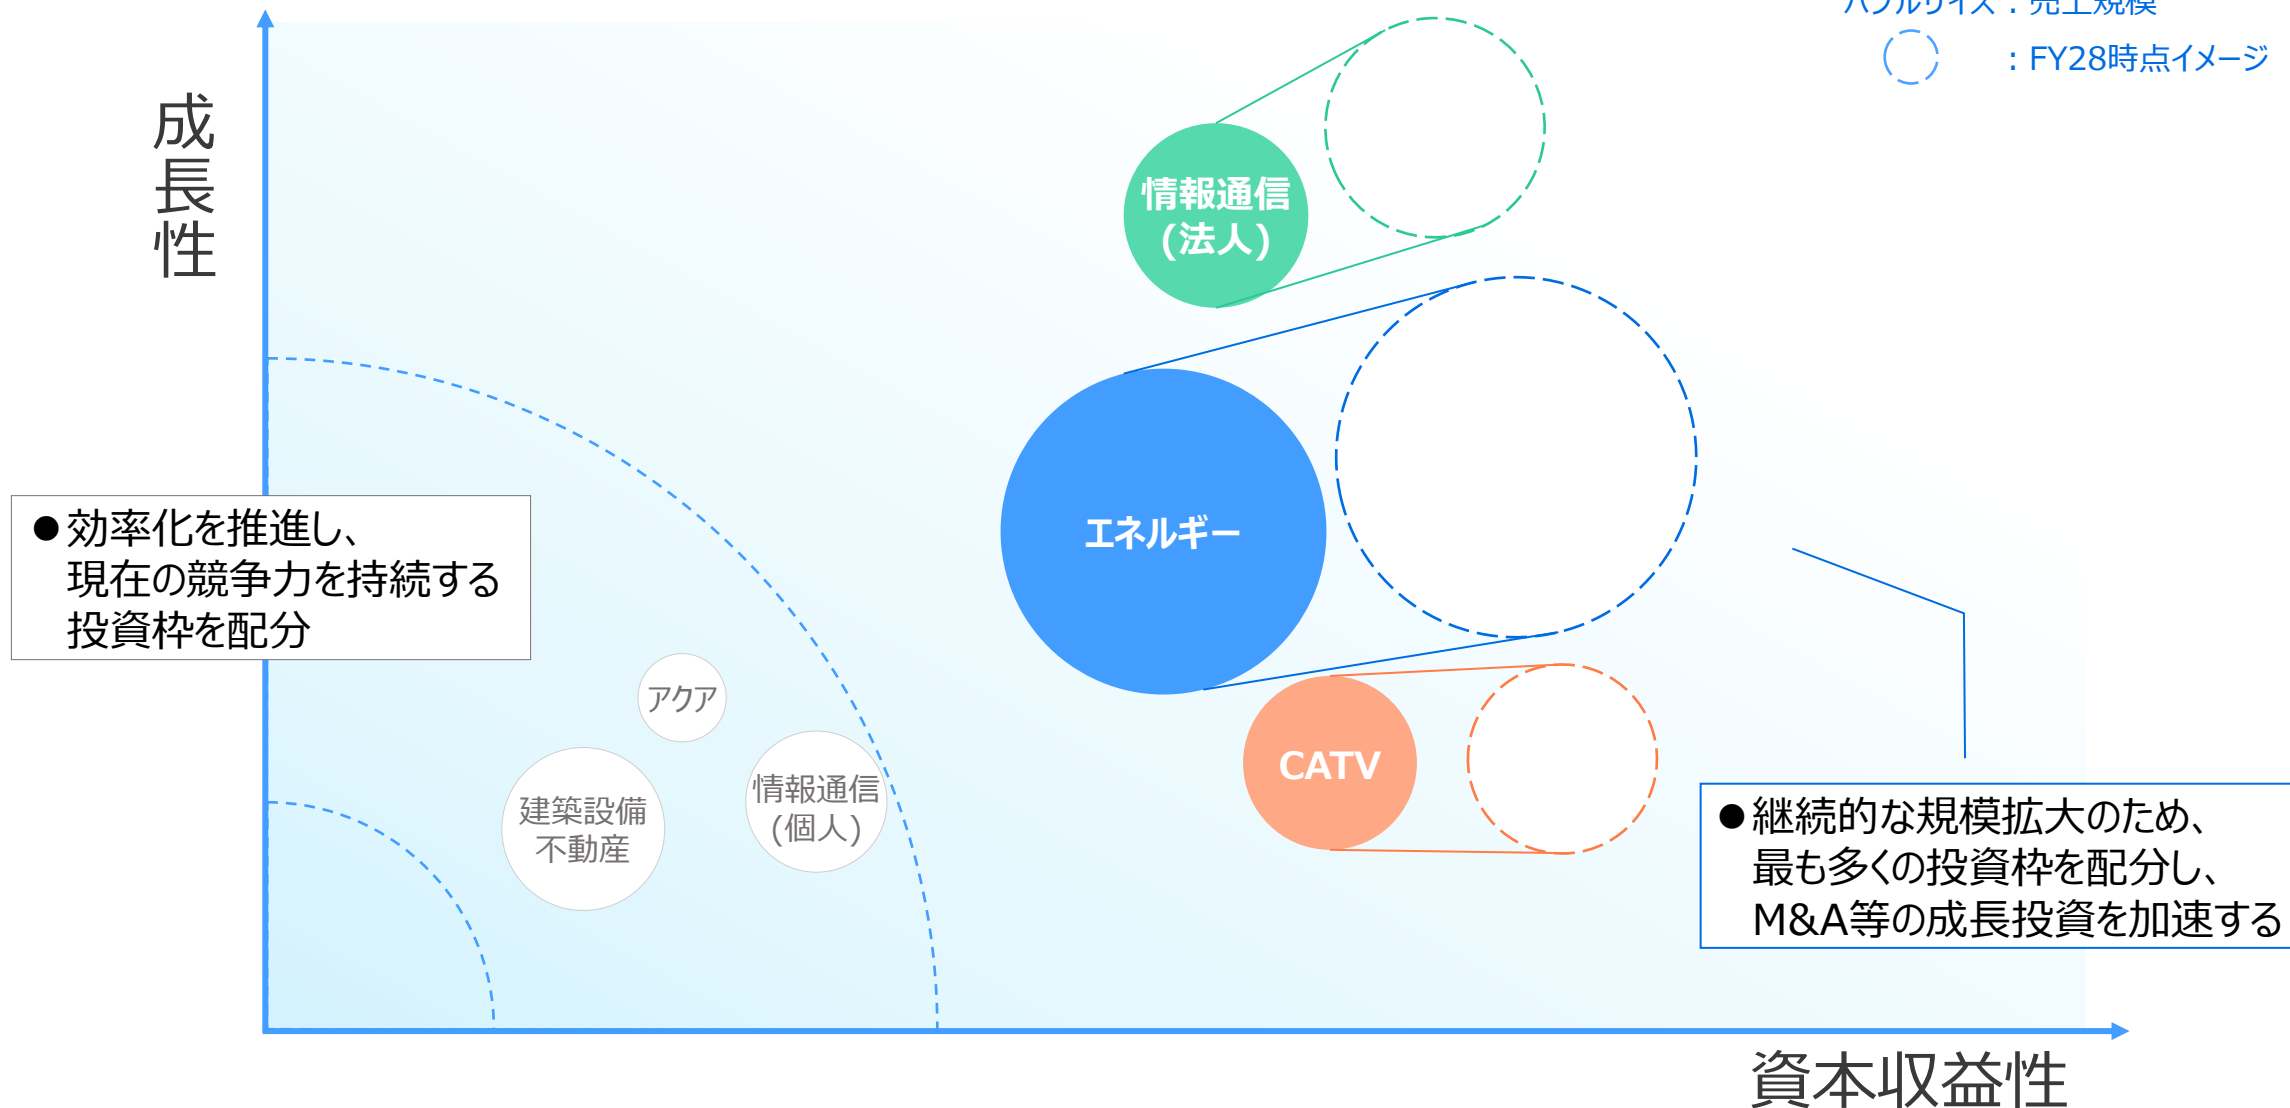 バブルサイズ：売上規模
：FY28時点イメージ
成長性
情報通信
(法人)
エネルギー
●効率化を推進し、
現在の競争力を持続する
投資枠を配分
アクア
情報通信
(個人)
建築設備
不動産
CATV
●継続的な規模拡大のため、
最も多くの投資枠を配分し、
M&A等の成長投資を加速する
資本収益性